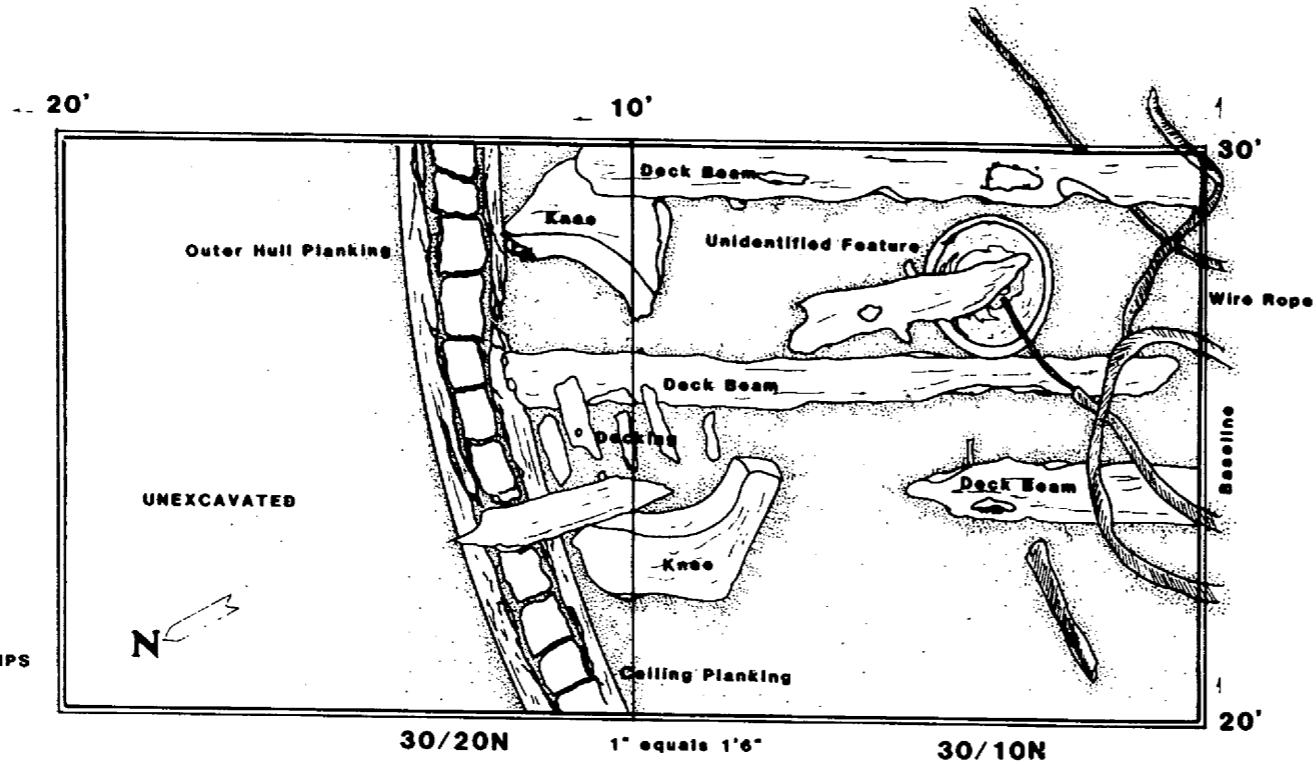 20' 10'
30'
Deck Beam
Knee
Unidentified Feature
Outer Hull Planking
Wire Rope
Deck Beam
Decking
Baseline
Deck Beam
UNEXCAVATED
Knee
N
IPS
Ceiling Planking
20'
30/20N 1" equals 1'6" 30/10N